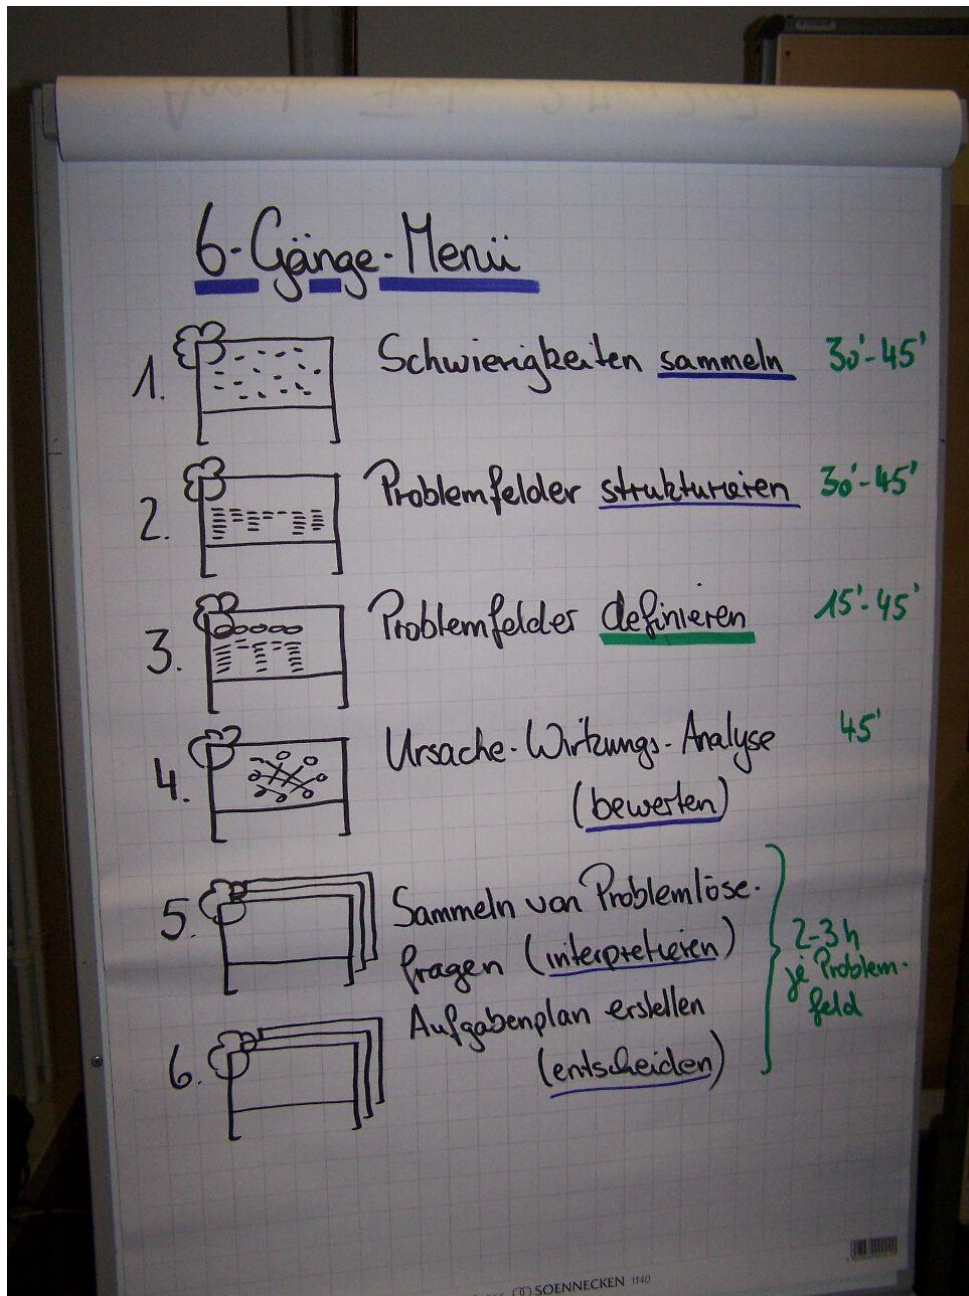 6-Gänge-Menü
1. Schwierigkeiten sammeln 30'-45'
2. Problemfelder strukturieren 30'-45'
3. Problemfelder definieren 15'-45'
4. Ursache-Wirkungs-Analyse 45'
(bewerten)
5. Sammeln von Problemlöse-
fragen (interpretieren)
6. Aufgabenplan erstellen
(entscheiden)
2-3h
je Problem-
feld
SOENNECKEN 1140